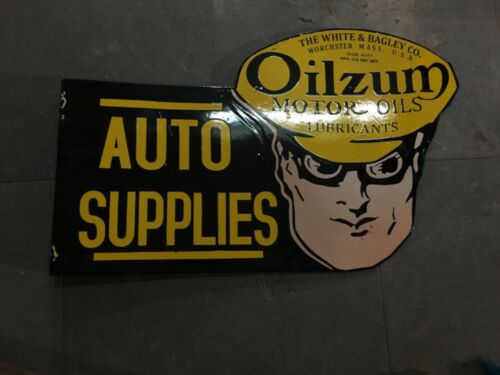 THE WHITE & BAGLEY CO.
WORCHSTER MASS. U.S.A
Oilzum
MOTOR OILS
LUBRICANTS
AUTO
SUPPLIES